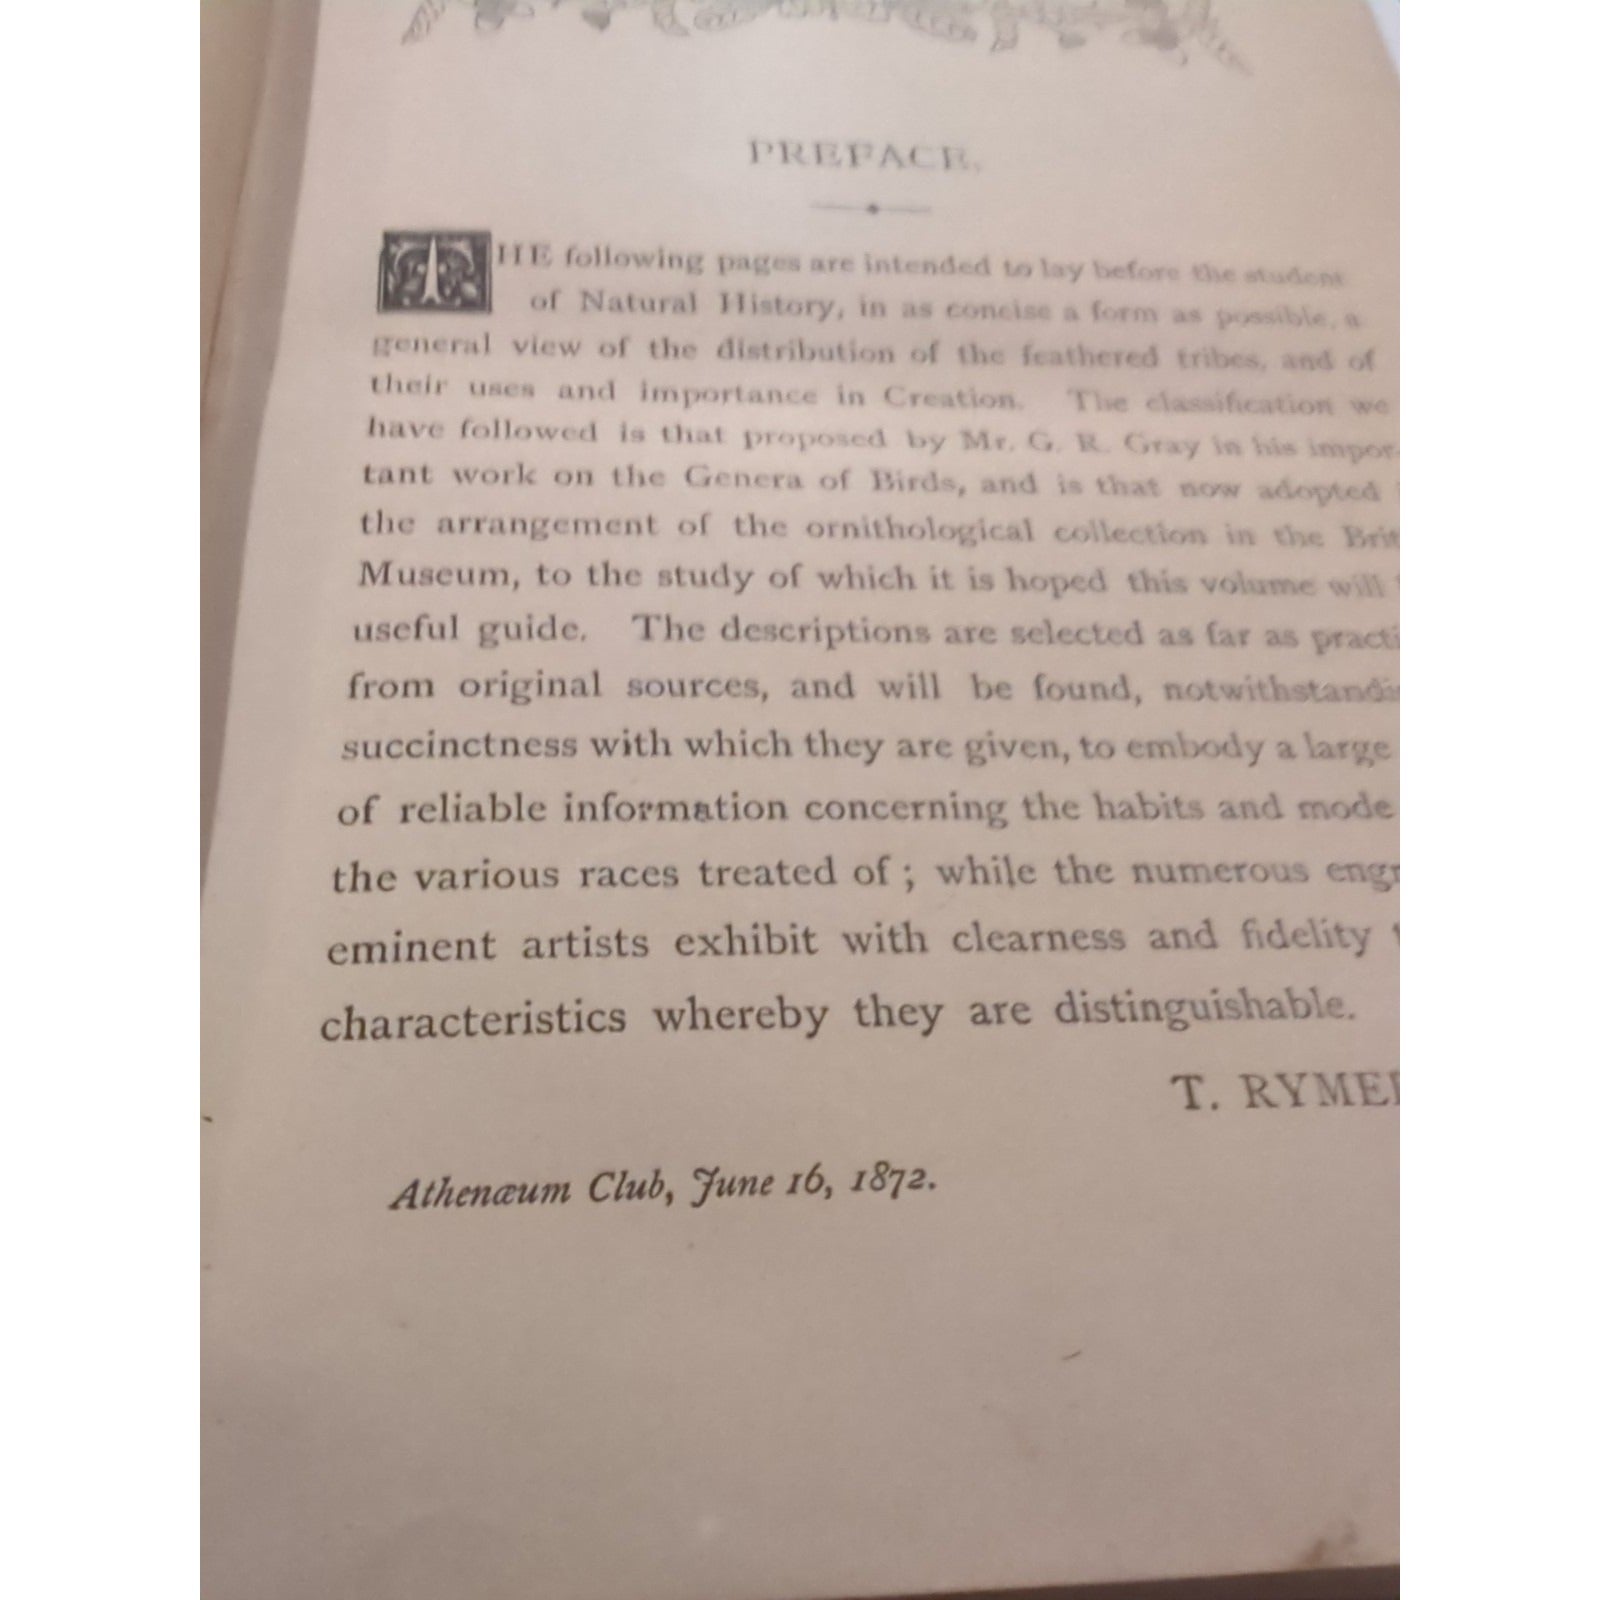 PREFACE.
THE following pages are intended to lay before the student
of Natural History, in as concise a form as possible, a
general view of the distribution of the feathered tribes, and of
their uses and importance in Creation. The classification we
have followed is that proposed by Mr. G. R. Gray in his impor-
tant work on the Genera of Birds, and is that now adopted
the arrangement of the ornithological collection in the Brit
Museum, to the study of which it is hoped this volume will
useful guide. The descriptions are selected as far as practi
from original sources, and will be found, notwithstandi
succinctness with which they are given, to embody a large
of reliable information concerning the habits and mode
the various races treated of; while the numerous engr
eminent artists exhibit with clearness and fidelity
characteristics whereby they are distinguishable.
T. RYME
Athenæum Club, June 16, 1872.